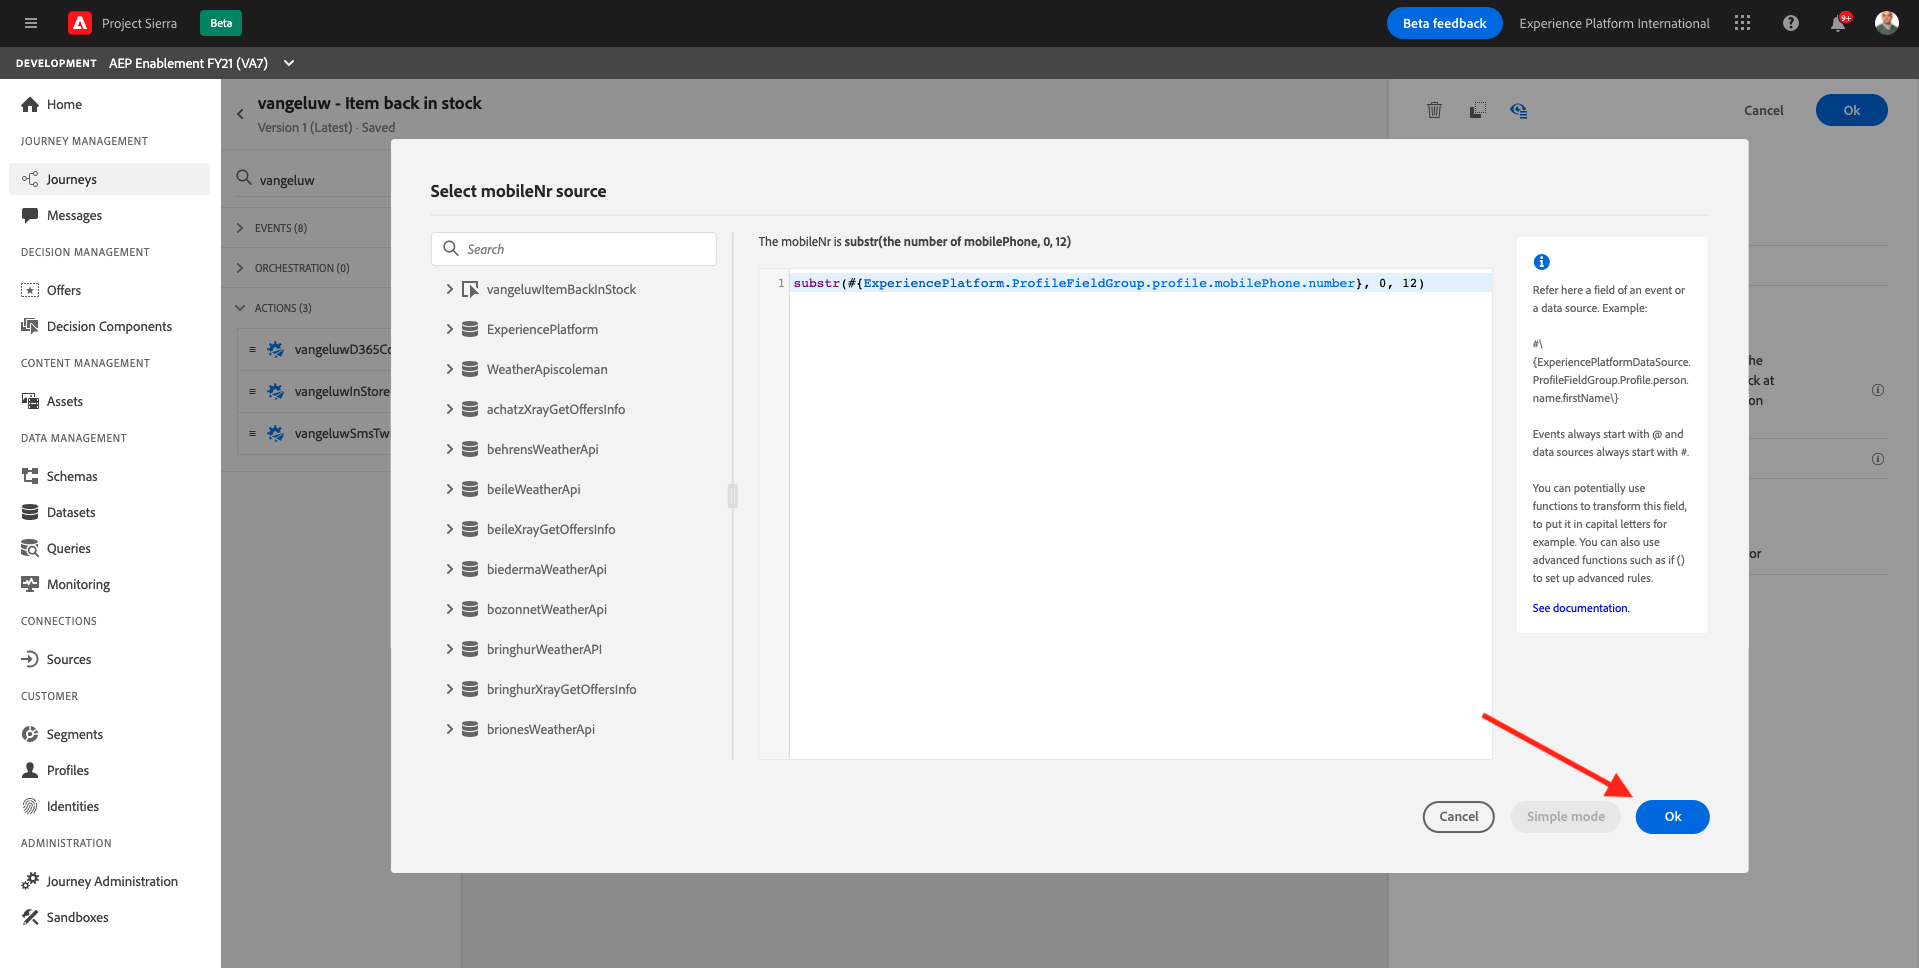 Project Sierra
Beta
Beta feedback
Experience Platform International
9+
DEVELOPMENT AEP Enablement FY21 (VA7)
Home
JOURNEY MANAGEMENT
Journeys
Messages
DECISION MANAGEMENT
Offers
Decision Components
CONTENT MANAGEMENT
Assets
DATA MANAGEMENT
Schemas
Datasets
Queries
Monitoring
CONNECTIONS
Sources
CUSTOMER
Segments
Profiles
Identities
ADMINISTRATION
Journey Administration
Sandboxes
vangeluw - Item back in stock
Version 1 (Latest) · Saved
vangeluw
EVENTS (8)
ORCHESTRATION (0)
ACTIONS (3)
vangeluwD365Co
vangeluwInStore
vangeluwSmsTw
Cancel
Ok
he
ck at
on
or
Select mobileNr source
Search
vangeluwItemBackInStock
ExperiencePlatform
WeatherApiscoleman
achatzXrayGetOffersInfo
behrensWeatherApi
beileWeatherApi
beileXrayGetOffersInfo
biedermaWeatherApi
bozonnetWeatherApi
bringhurWeatherAPI
bringhurXrayGetOffersInfo
brionesWeatherApi
The mobileNr is substr(the number of mobilePhone, 0, 12)
1 substr(#{ExperiencePlatform.ProfileFieldGroup.profile.mobilePhone.number}, 0, 12)
Refer here a field of an event or
a data source. Example:
#\
{ExperiencePlatformDataSource.
ProfileFieldGroup.Profile.person.
name.firstName\}
Events always start with @ and
data sources always start with #.
You can potentially use
functions to transform this field,
to put it in capital letters for
example. You can also use
advanced functions such as if ()
to set up advanced rules.
See documentation.
Cancel
Simple mode
Ok